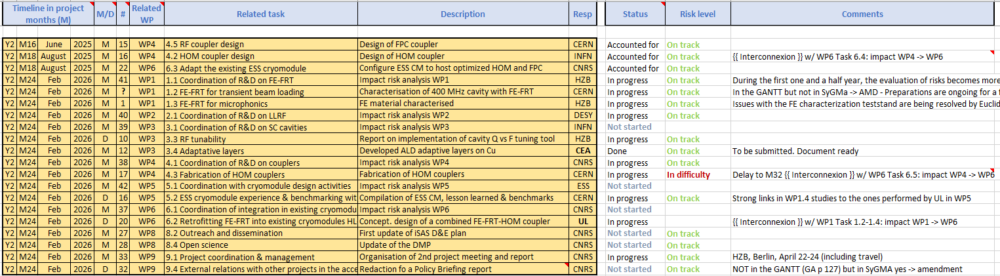 Timeline in project months (M) M/D # Related WP Related task Description Resp Status Risk level Comments
Y2 M16 June 2025 M 15 WP4 4.5 RF coupler design Design of FPC coupler CERN Accounted for On track
Y2 M18 August 2025 M 16 WP4 4.2 HOM coupler design Design of HOM coupler INFN Accounted for On track {{ Interconnexion }} w/ WP6 Task 6.4: impact WP4 -> WP6
Y2 M18 August 2025 M 22 WP6 6.3 Adapt the existing ESS cryomodule Configure ESS CM to host optimized HOM and FPC CNRS Accounted for On track
Y2 M24 Feb 2026 M 41 WP1 1.1 Coordination of R&D on FE-FRT Impact risk analysis WP1 HZB In progress On track During the first one and a half year, the evaluation of risks becomes more
Y2 M24 Feb 2026 M ? WP1 1.2 FE-FRT for transient beam loading Characterisation of 400 MHz cavity with FE-FRT CERN In progress On track In the GANTT but not in SyGMa -> AMD - Preparations are ongoing for a f
Y2 M24 Feb 2026 M 1 WP1 1.3 FE-FRT for microphonics FE material characterised HZB In progress On track Issues with the FE characterization teststand are being resolved by Euclid
Y2 M24 Feb 2026 M 40 WP2 2.1 Coordination of R&D on LLRF Impact risk analysis WP2 DESY In progress On track
Y2 M24 Feb 2026 M 39 WP3 3.1 Coordination of R&D on SC cavities Impact risk analysis WP3 INFN Not started
Y2 M24 Feb 2026 D 10 WP3 3.3 RF tunability Report on implementation of cavity Q vs F tuning tool HZB In progress On track
Y2 M24 Feb 2026 M 12 WP3 3.4 Adaptative layers Developed ALD adaptive layers on Cu CEA Done On track To be submitted. Document ready
Y2 M24 Feb 2026 M 38 WP4 4.1 Coordination of R&D on couplers Impact risk analysis WP4 CNRS In progress On track
Y2 M24 Feb 2026 M 17 WP4 4.3 Fabrication of HOM couplers Fabrication of HOM couplers CERN In progress In difficulty Delay to M32 {{ Interconnexion }} w/ WP6 Task 6.5: impact WP4 -> WP6
Y2 M24 Feb 2026 M 42 WP5 5.1 Coordination with cryomodule design activities Impact risk analysis WP5 ESS Not started
Y2 M24 Feb 2026 D 16 WP5 5.2 ESS cryomodule experience & benchmarking wit Compilation of ESS CM, lesson learned & benchmarks CERN In progress On track Strong links in WP1.4 studies to the ones performed by UL in WP5
Y2 M24 Feb 2026 M 37 WP6 6.1 Coordination of integration in existing cryomodu Impact risk analysis WP6 CNRS Not started
Y2 M24 Feb 2026 D 20 WP6 6.2 Retrofitting FE-FRT into existing cryomodules HL Concept. design of a combined FE-FRT-HOM coupler UL In progress {{ Interconnexion }} w/ WP1 Task 1.2-1.4: impact WP1 -> WP6
Y2 M24 Feb 2026 M 27 WP8 8.2 Outreach and dissemination First update of iSAS D&E plan CNRS Not started On track
Y2 M24 Feb 2026 M 28 WP8 8.4 Open science Update of the DMP CNRS Not started On track
Y2 M24 Feb 2026 M 33 WP9 9.1 Project coordination & management Organisation of 2nd project meeting and report CNRS In progress On track HZB, Berlin, April 22-24 (including travel)
Y2 M24 Feb 2026 D 32 WP9 9.4 External relations with other projects in the acce Redaction fo a Policy Briefing report CNRS Not started On track NOT in the GANTT (GA p 127) but in SyGMA yes -> amendment